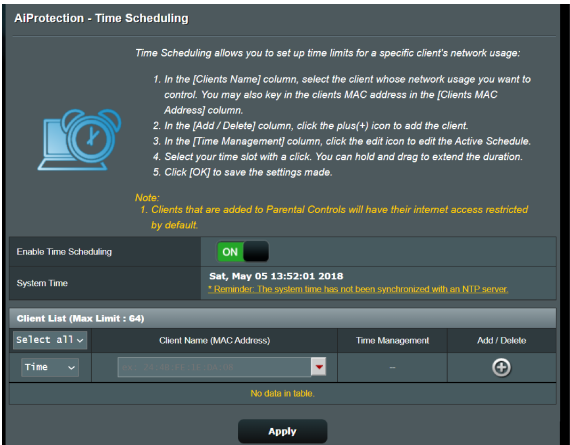 AiProtection - Time Scheduling
Time Scheduling allows you to set up time limits for a specific client's network usage:
1. In the [Clients Name] column, select the client whose network usage you want to
control. You may also key in the clients MAC address in the [Clients MAC
Address] column.
2. In the [Add / Delete] column, click the plus(+) icon to add the client.
3. In the [Time Management] column, click the edit icon to edit the Active Schedule.
4. Select your time slot with a click. You can hold and drag to extend the duration.
5. Click [OK] to save the settings made.
Note:
1. Clients that are added to Parental Controls will have their internet access restricted
by default.
Enable Time Scheduling ON
System Time Sat, May 05 13:52:01 2018
* Reminder: The system time has not been synchronized with an NTP server.
Client List (Max Limit : 64)
Select all Client Name (MAC Address) Time Management Add / Delete
Time --
No data in table.
Apply